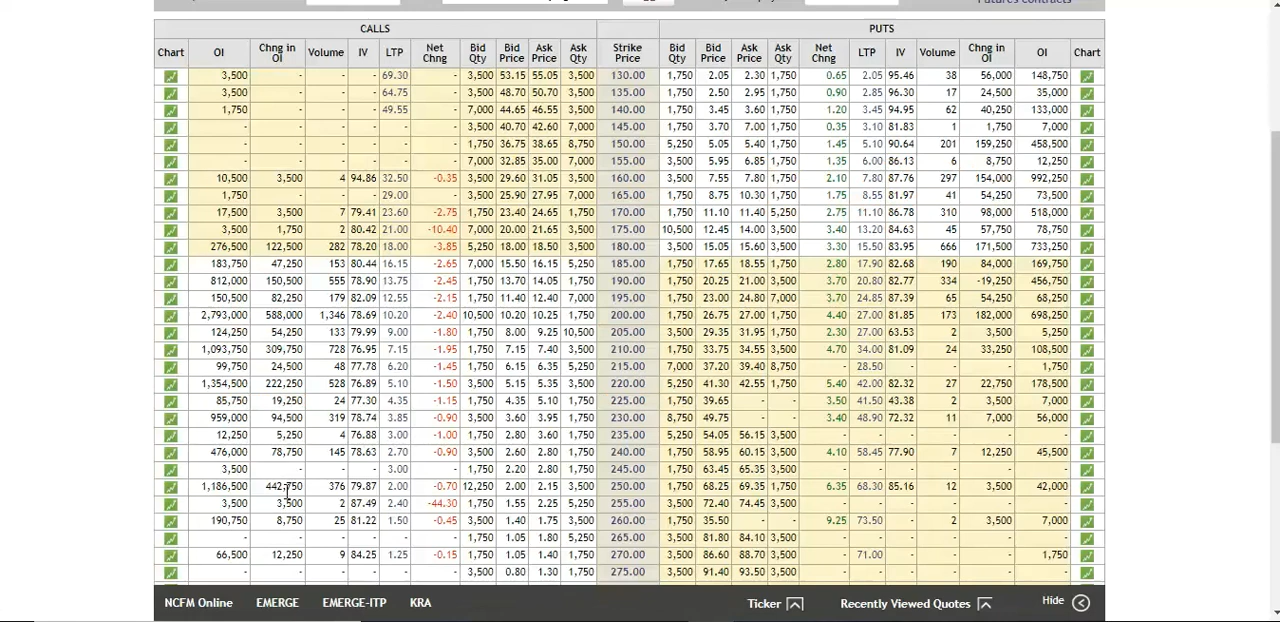 Futures contracts
CALLS PUTS
Chart OI Chng in OI Volume IV LTP Net Chng Bid Qty Bid Price Ask Price Ask Qty Strike Price Bid Qty Bid Price Ask Price Ask Qty Net Chng LTP IV Volume Chng in OI OI Chart
3,500 - - - 69.30 - 3,500 53.15 55.05 3,500 130.00 1,750 2.05 2.30 1,750 0.65 2.05 95.46 38 56,000 148,750
3,500 - - - 64.75 - 3,500 48.70 50.70 3,500 135.00 1,750 2.50 2.95 1,750 0.90 2.85 96.30 17 24,500 35,000
1,750 - - - 49.55 - 7,000 44.65 46.55 3,500 140.00 1,750 3.45 3.60 1,750 1.20 3.45 94.95 62 40,250 133,000
- - - - - - 3,500 40.70 42.60 7,000 145.00 1,750 3.70 7.00 1,750 0.35 3.10 81.83 1 1,750 7,000
- - - - - - 1,750 36.75 38.65 8,750 150.00 5,250 5.05 5.40 1,750 1.45 5.10 90.64 201 159,250 458,500
- - - - - - 7,000 32.85 35.00 7,000 155.00 3,500 5.95 6.85 1,750 1.35 6.00 86.13 6 8,750 12,250
10,500 3,500 4 94.86 32.50 -0.35 3,500 29.60 31.05 3,500 160.00 3,500 7.55 7.80 1,750 2.10 7.80 87.76 297 154,000 992,250
1,750 - - - 29.00 - 3,500 25.90 27.95 7,000 165.00 1,750 8.75 10.30 1,750 1.75 8.55 81.97 41 54,250 73,500
17,500 3,500 7 79.41 23.60 -2.75 1,750 23.40 24.65 1,750 170.00 1,750 11.10 11.40 5,250 2.75 11.10 86.78 310 98,000 518,000
3,500 1,750 2 80.42 21.00 -10.40 7,000 20.00 21.65 3,500 175.00 10,500 12.45 14.00 3,500 3.40 13.20 84.63 45 57,750 78,750
276,500 122,500 282 78.20 18.00 -3.85 5,250 18.00 18.50 3,500 180.00 3,500 15.05 15.60 3,500 3.30 15.50 83.95 666 171,500 733,250
183,750 47,250 153 80.44 16.15 -2.65 7,000 15.50 16.15 5,250 185.00 1,750 17.65 18.55 1,750 2.80 17.90 82.68 190 84,000 169,750
812,000 150,500 555 78.90 13.75 -2.45 1,750 13.70 14.05 1,750 190.00 1,750 20.25 21.00 3,500 3.70 20.80 82.77 334 -19,250 456,750
150,500 82,250 179 82.09 12.55 -2.15 1,750 11.40 12.40 7,000 195.00 1,750 23.00 24.80 7,000 3.70 24.85 87.39 65 54,250 68,250
2,793,000 588,000 1,346 78.69 10.20 -2.40 10,500 10.20 10.25 1,750 200.00 1,750 26.75 27.00 1,750 4.40 27.00 81.85 173 182,000 698,250
124,250 54,250 133 79.99 9.00 -1.80 1,750 8.00 9.25 10,500 205.00 3,500 29.35 31.95 1,750 2.30 27.00 63.53 2 3,500 5,250
1,093,750 309,750 728 76.95 7.15 -1.95 1,750 7.15 7.40 3,500 210.00 1,750 33.75 34.55 3,500 4.70 34.00 81.09 24 33,250 108,500
99,750 24,500 48 77.78 6.20 -1.45 1,750 6.15 6.35 5,250 215.00 7,000 37.20 39.40 8,750 - 28.50 - - - 1,750
1,354,500 222,250 528 76.89 5.10 -1.50 3,500 5.15 5.35 3,500 220.00 5,250 41.30 42.55 1,750 5.40 42.00 82.32 27 22,750 178,500
85,750 19,250 24 77.30 4.35 -1.15 1,750 4.35 5.10 1,750 225.00 1,750 39.65 - - 3.50 41.50 43.38 2 3,500 7,000
959,000 94,500 319 78.74 3.85 -0.90 3,500 3.60 3.95 1,750 230.00 8,750 49.75 - - 3.40 48.90 72.32 11 7,000 56,000
12,250 5,250 4 76.88 3.00 -1.00 1,750 2.80 3.60 1,750 235.00 5,250 54.05 56.15 3,500 - - - - - -
476,000 78,750 145 78.63 2.70 -0.90 3,500 2.60 2.80 1,750 240.00 1,750 58.95 60.15 3,500 4.10 58.45 77.90 7 12,250 45,500
3,500 - - - 3.00 - 1,750 2.20 2.80 1,750 245.00 1,750 63.45 65.35 3,500 - - - - - -
1,186,500 442,750 376 79.87 2.00 -0.70 12,250 2.00 2.15 3,500 250.00 1,750 68.25 69.35 1,750 6.35 68.30 85.16 12 3,500 42,000
3,500 3,500 2 87.49 2.40 -44.30 1,750 1.55 2.25 5,250 255.00 3,500 72.40 74.45 3,500 - - - - - -
190,750 8,750 25 81.22 1.50 -0.45 3,500 1.40 1.75 3,500 260.00 1,750 35.50 - - 9.25 73.50 - 2 3,500 7,000
- - - - - - 1,750 1.05 1.80 5,250 265.00 3,500 81.80 84.10 3,500 - - - - - -
66,500 12,250 9 84.25 1.25 -0.15 1,750 1.05 1.40 1,750 270.00 3,500 86.60 88.70 3,500 - 71.00 - - - 1,750
- - - - - - 3,500 0.80 1.30 1,750 275.00 3,500 91.40 93.50 3,500 - - - - - -
NCFM Online EMERGE EMERGE-ITP KRA Ticker Recently Viewed Quotes Hide